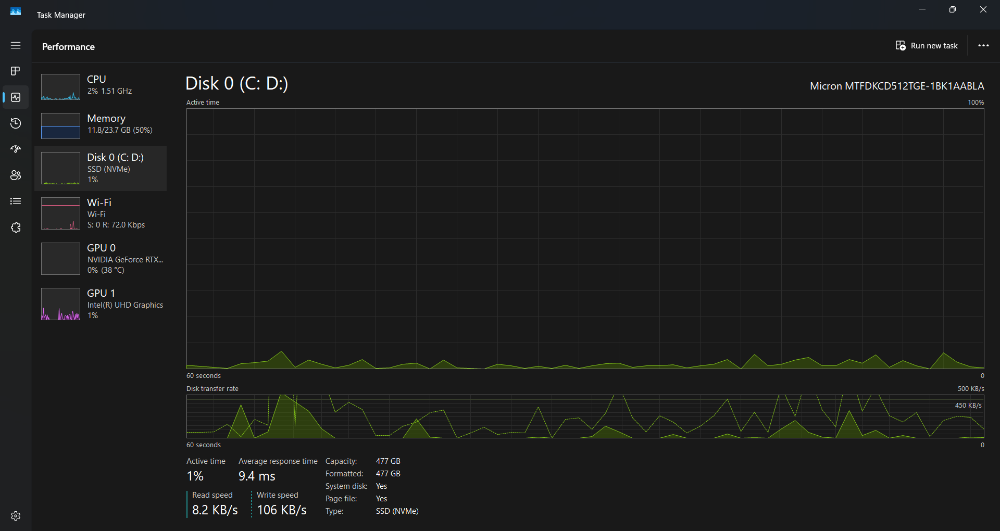 Task Manager
Performance
Run new task
CPU
2% 1.51 GHz
Memory
11.8/23.7 GB (50%)
Disk 0 (C: D:)
SSD (NVMe)
1%
Wi-Fi
Wi-Fi
S: 0 R: 72.0 Kbps
GPU 0
NVIDIA GeForce RTX...
0% (38 °C)
GPU 1
Intel(R) UHD Graphics
1%
Disk 0 (C: D:)
Micron MTFDKCD512TGE-1BK1AABLA
Active time
100%
60 seconds
0
Disk transfer rate
500 KB/s
450 KB/s
60 seconds
0
Active time
1%
Average response time
9.4 ms
Read speed
8.2 KB/s
Write speed
106 KB/s
Capacity: 477 GB
Formatted: 477 GB
System disk: Yes
Page file: Yes
Type: SSD (NVMe)